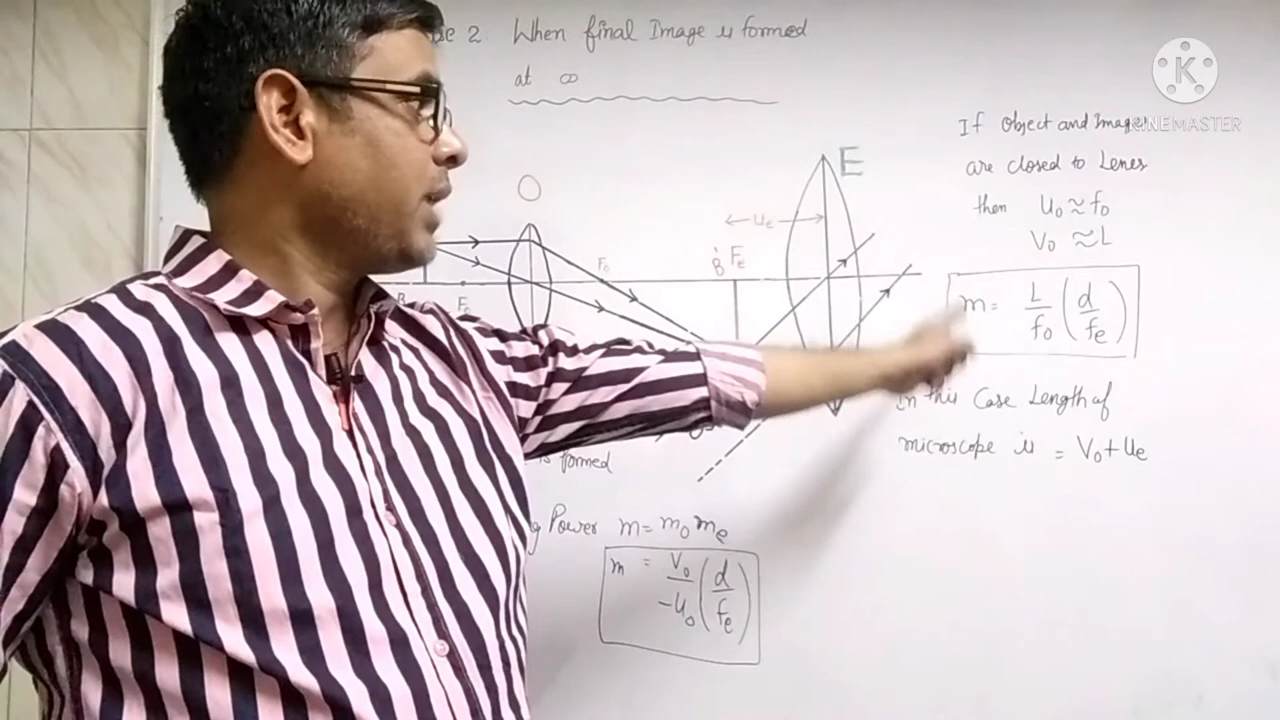 2 When final Image is formed
at ∞
K
KINEMASTER
If Object and Images
are closed to Lenes
then u₀ ≈ f₀
V₀ ≈ L
m = L/f₀ (d/fₑ)
In this Case Length of
microscope is = V₀ + uₑ
O
E
uₑ
F₀
B' Fₑ
B
is formed
Power m = m₀ mₑ
m = V₀/-u₀ (d/fₑ)